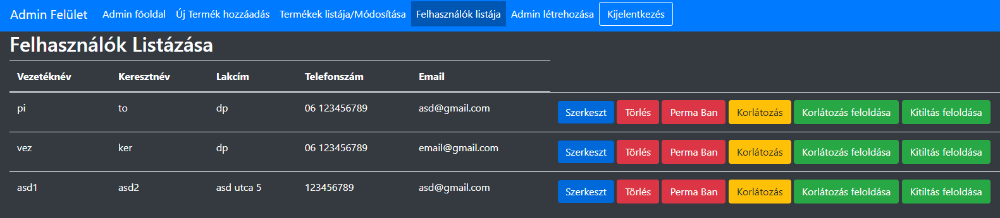 Admin Felület Admin főoldal Új Termék hozzáadás Termékek listája/Módosítása Felhasználók listája Admin létrehozása Kijelentkezés
Felhasználók Listázása
Vezetéknév Keresztnév Lakcím Telefonszám Email
pi to dp 06 123456789 asd@gmail.com Szerkeszt Törlés Perma Ban Korlátozás Korlátozás feloldása Kitiltás feloldása
vez ker dp 06 123456789 email@gmail.com Szerkeszt Törlés Perma Ban Korlátozás Korlátozás feloldása Kitiltás feloldása
asd1 asd2 asd utca 5 123456789 asd@gmail.com Szerkeszt Törlés Perma Ban Korlátozás Korlátozás feloldása Kitiltás feloldása